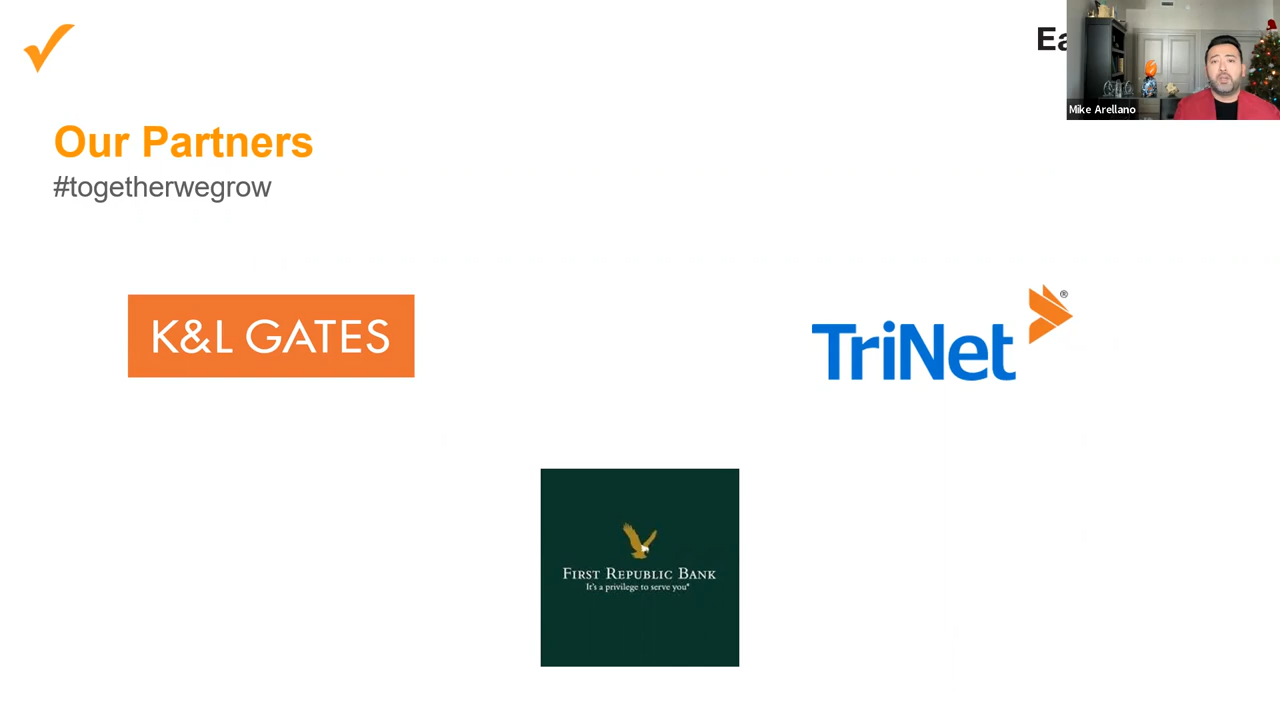 Mike Arellano
Our Partners
#togetherwegrow
K&L GATES
TriNet®
FIRST REPUBLIC BANK
It's a privilege to serve you®